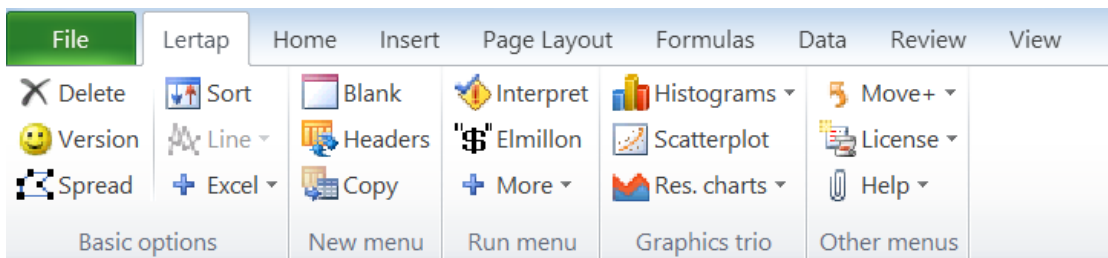 File Lertap Home Insert Page Layout Formulas Data Review View
Delete Sort Blank Interpret Histograms Move+
Version Line Headers "$" Elmillon Scatterplot License
Spread Excel Copy More Res. charts Help
Basic options New menu Run menu Graphics trio Other menus